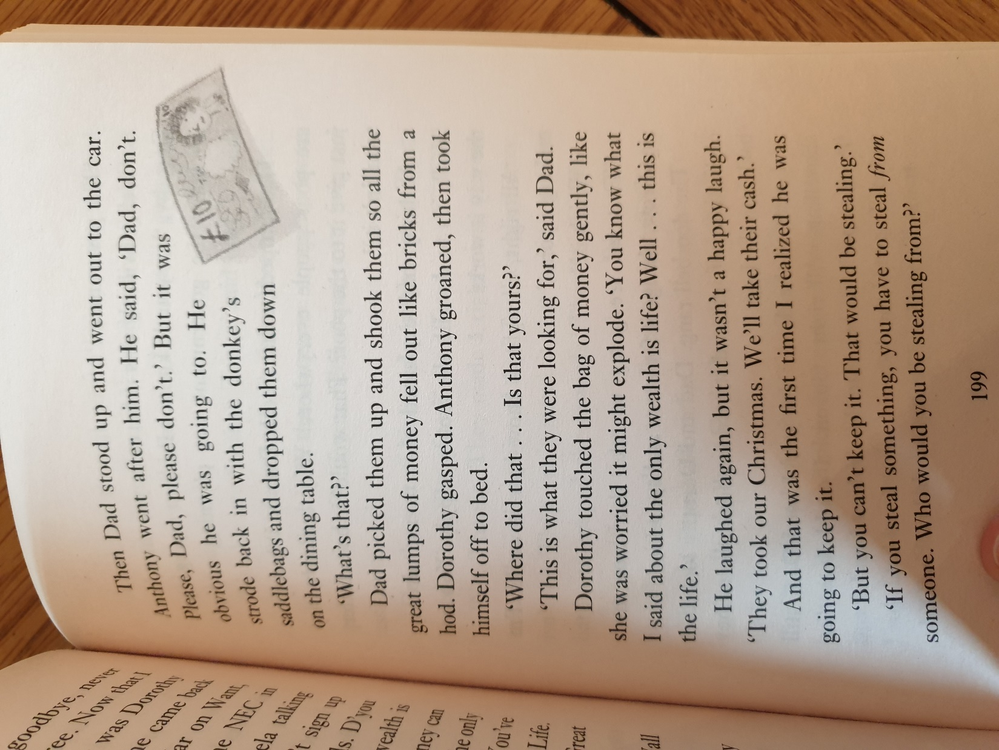 goodbye, never
ee. Now that I
was Dorothy
e came back
ar on Want,
e NEC in
ela talking
t sign up
s. D'you
wealth is
ney can
ne only
You've
Life.
reat
all
y
Then Dad stood up and went out to the car.
Anthony went after him. He said, ‘Dad, don’t.
Please, Dad, please don’t.’ But it was
obvious he was going to. He
strode back in with the donkey’s
saddlebags and dropped them down
on the dining table.
£10
‘What’s that?’
Dad picked them up and shook them so all the
great lumps of money fell out like bricks from a
hod. Dorothy gasped. Anthony groaned, then took
himself off to bed.
‘Where did that . . . Is that yours?’
‘This is what they were looking for,’ said Dad.
Dorothy touched the bag of money gently, like
she was worried it might explode. ‘You know what
I said about the only wealth is life? Well . . . this is
the life.’
He laughed again, but it wasn’t a happy laugh.
‘They took our Christmas. We’ll take their cash.’
And that was the first time I realized he was
going to keep it.
‘But you can’t keep it. That would be stealing.’
‘If you steal something, you have to steal from
someone. Who would you be stealing from?’
199